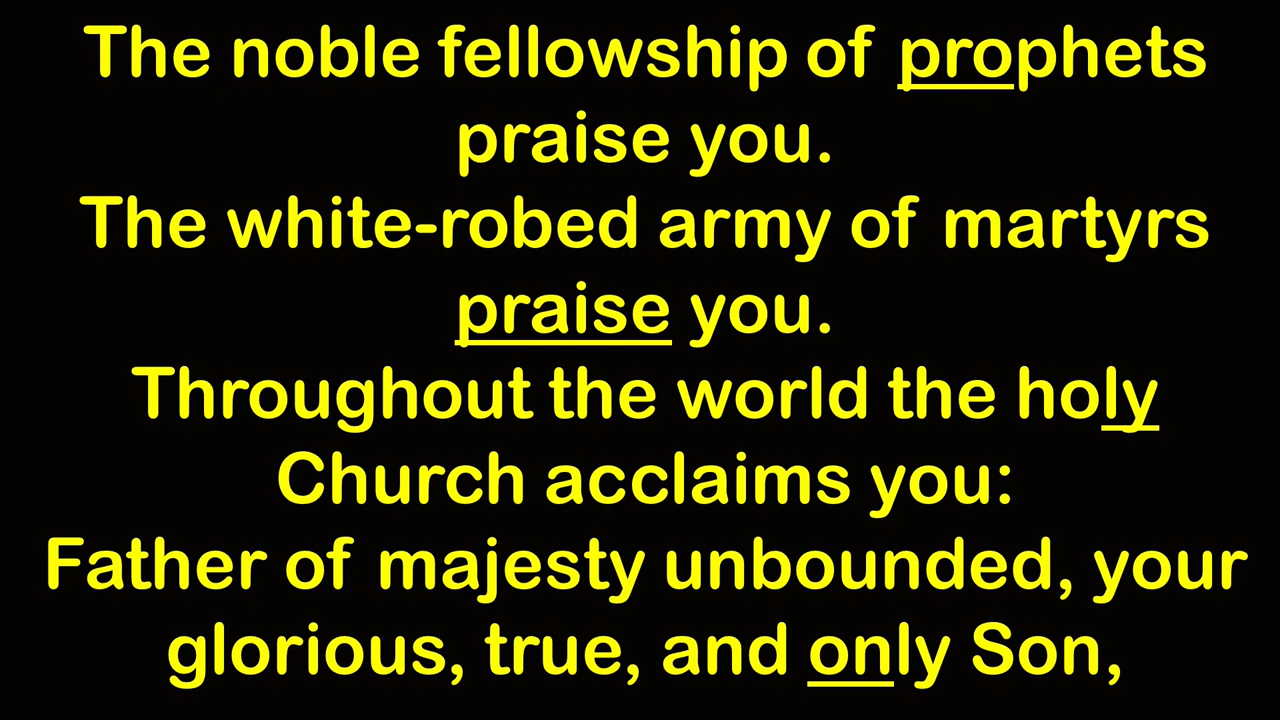 The noble fellowship of prophets
praise you.
The white-robed army of martyrs
praise you.
Throughout the world the holy
Church acclaims you:
Father of majesty unbounded, your
glorious, true, and only Son,